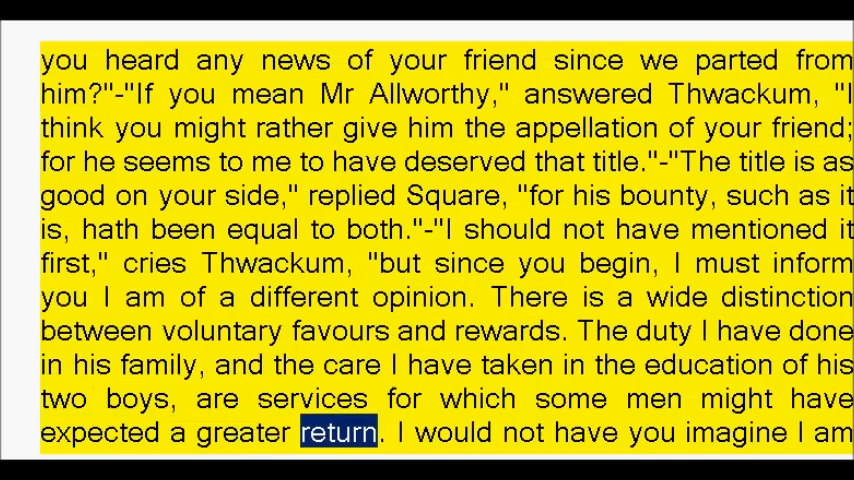 you heard any news of your friend since we parted from
him?"-"If you mean Mr Allworthy," answered Thwackum, "I
think you might rather give him the appellation of your friend;
for he seems to me to have deserved that title."-"The title is as
good on your side," replied Square, "for his bounty, such as it
is, hath been equal to both."-"I should not have mentioned it
first," cries Thwackum, "but since you begin, I must inform
you I am of a different opinion. There is a wide distinction
between voluntary favours and rewards. The duty I have done
in his family, and the care I have taken in the education of his
two boys, are services for which some men might have
expected a greater return. I would not have you imagine I am